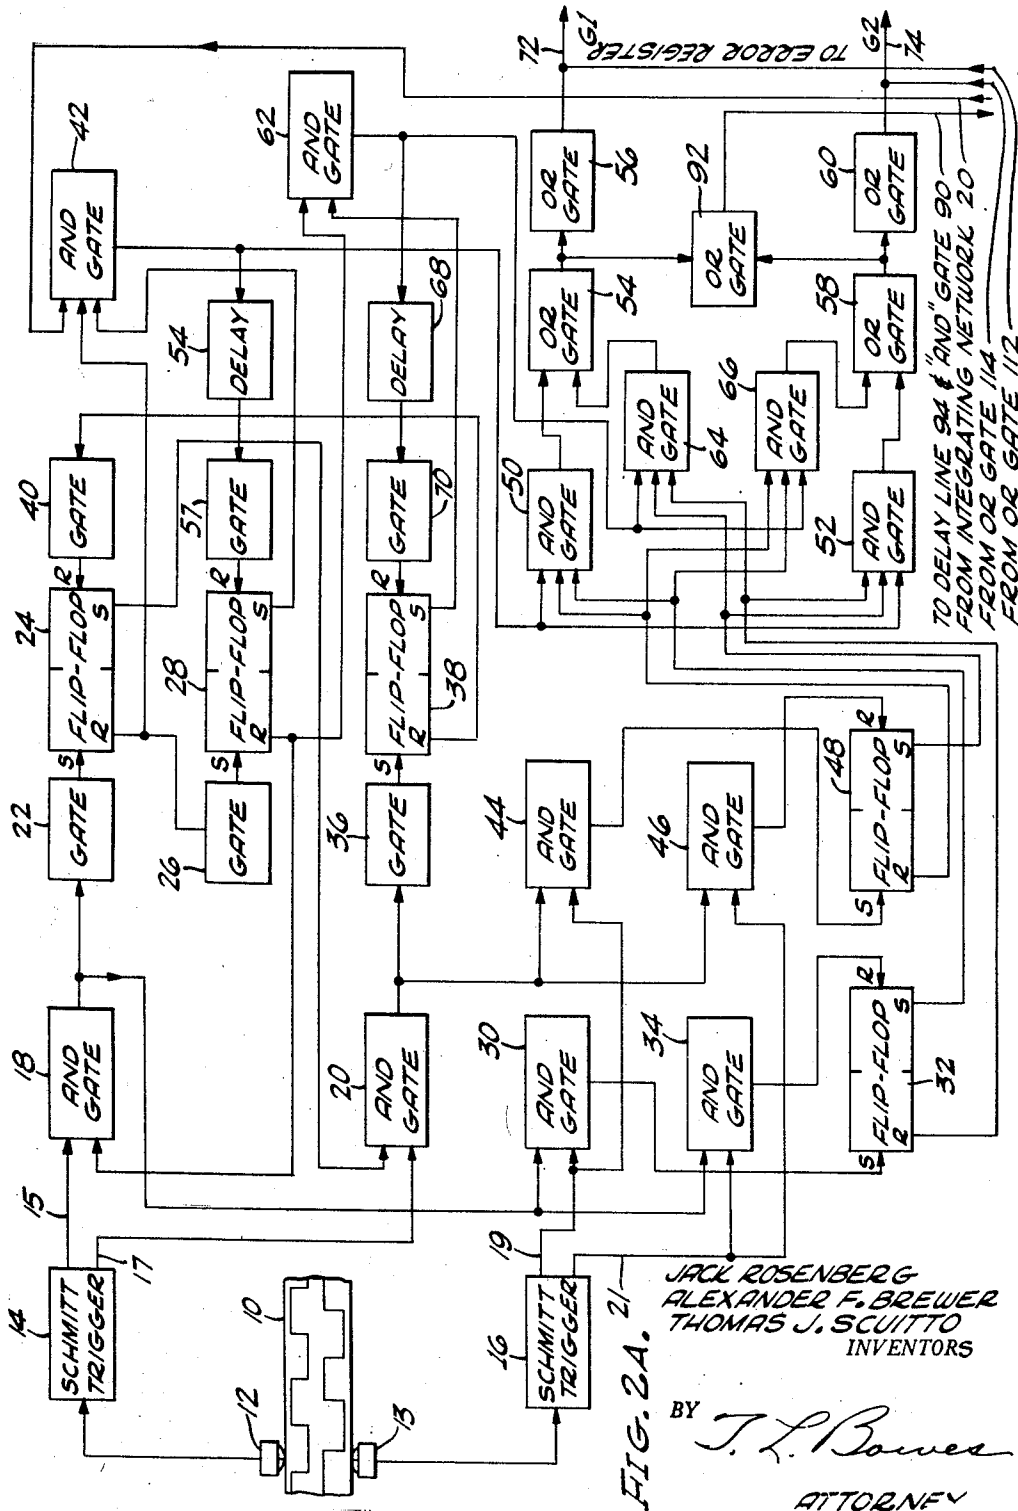 14
SCHMITT
TRIGGER
15
17
18
AND
GATE
22
GATE
S
24
FLIP-FLOP
R
S
R
40
GATE
42
AND
GATE
26
GATE
S
28
FLIP-FLOP
R
S
R
57
GATE
54
DELAY
62
AND
GATE
20
AND
GATE
36
GATE
S
FLIP-FLOP
R
S
38
R
70
GATE
68
DELAY
12
10
13
16
SCHMITT
TRIGGER
19
21
30
AND
GATE
34
AND
GATE
44
AND
GATE
46
AND
GATE
S
FLIP-FLOP
R
S
R
32
S
48
FLIP-FLOP
R
S
R
50
AND
GATE
AND
GATE
64
66
AND
GATE
52
AND
GATE
OR
GATE
54
OR
GATE
56
OR
GATE
92
OR
GATE
58
OR
GATE
60
72
G1
TO ERROR REGISTER
G2
74
TO DELAY LINE 94 & "AND" GATE 90
FROM INTEGRATING NETWORK 20
FROM OR GATE 114
FROM OR GATE 112
FIG. 2A.
JACK ROSENBERG
ALEXANDER F. BREWER
THOMAS J. SCUITTO
INVENTORS
BY T. L. Bowes
ATTORNEY